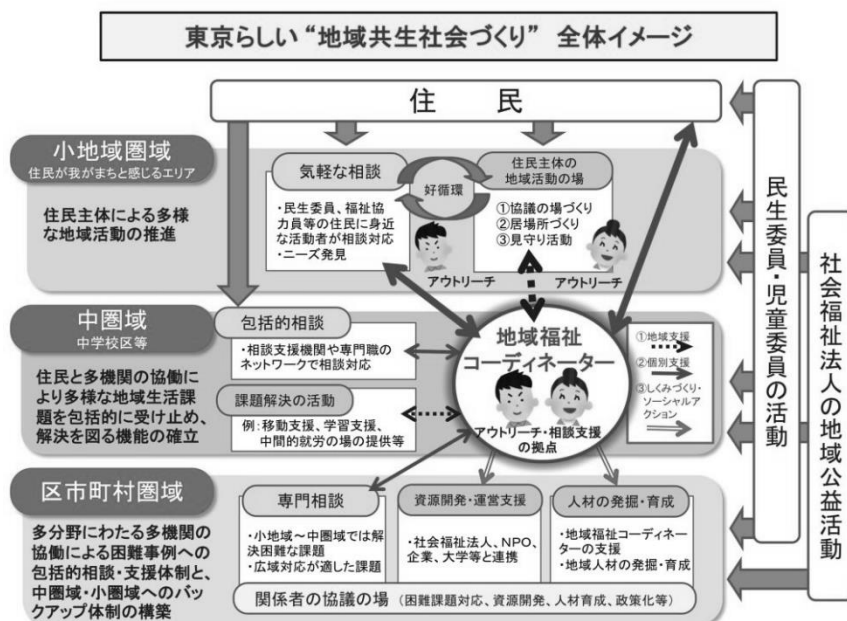 東京らしい“地域共生社会づくり” 全体イメージ
住 民
小地域圏域
住民が我がまちと感じるエリア
住民主体による多様
な地域活動の推進
気軽な相談
・民生委員、福祉協
力員等の住民に身近
な活動者が相談対応
・ニーズ発見
好循環
住民主体の
地域活動の場
①協議の場づくり
②居場所づくり
③見守り活動
アウトリーチ
アウトリーチ
中圏域
中学校区等
住民と多機関の協働によ
り多様な地域生活課
題を包括的に受け止め、
解決を図る機能の確立
包括的相談
・相談支援機関や専門職の
ネットワークで相談対応
課題解決の活動
例：移動支援、学習支援、
中間的就労の場の提供等
地域福祉
コーディネーター
アウトリーチ・相談支援
の拠点
①地域支援
②個別支援
③しくみづくり・
ソーシャルア
クション
区市町村圏域
多分野にわたる多機関の
協働による困難事例への
包括的相談・支援体制と、
中圏域・小圏域へのバッ
クアップ体制の構築
専門相談
・小地域～中圏域では解
決困難な課題
・広域対応が適した課題
資源開発・運営支援
・社会福祉法人、NPO、
企業、大学等と連携
人材の発掘・育成
・地域福祉コーディネー
ターの支援
・地域人材の発掘・育成
関係者の協議の場 （困難課題対応、資源開発、人材育成、政策化等）
民生委員・児童委員の活動
社会福祉法人の地域公益活動